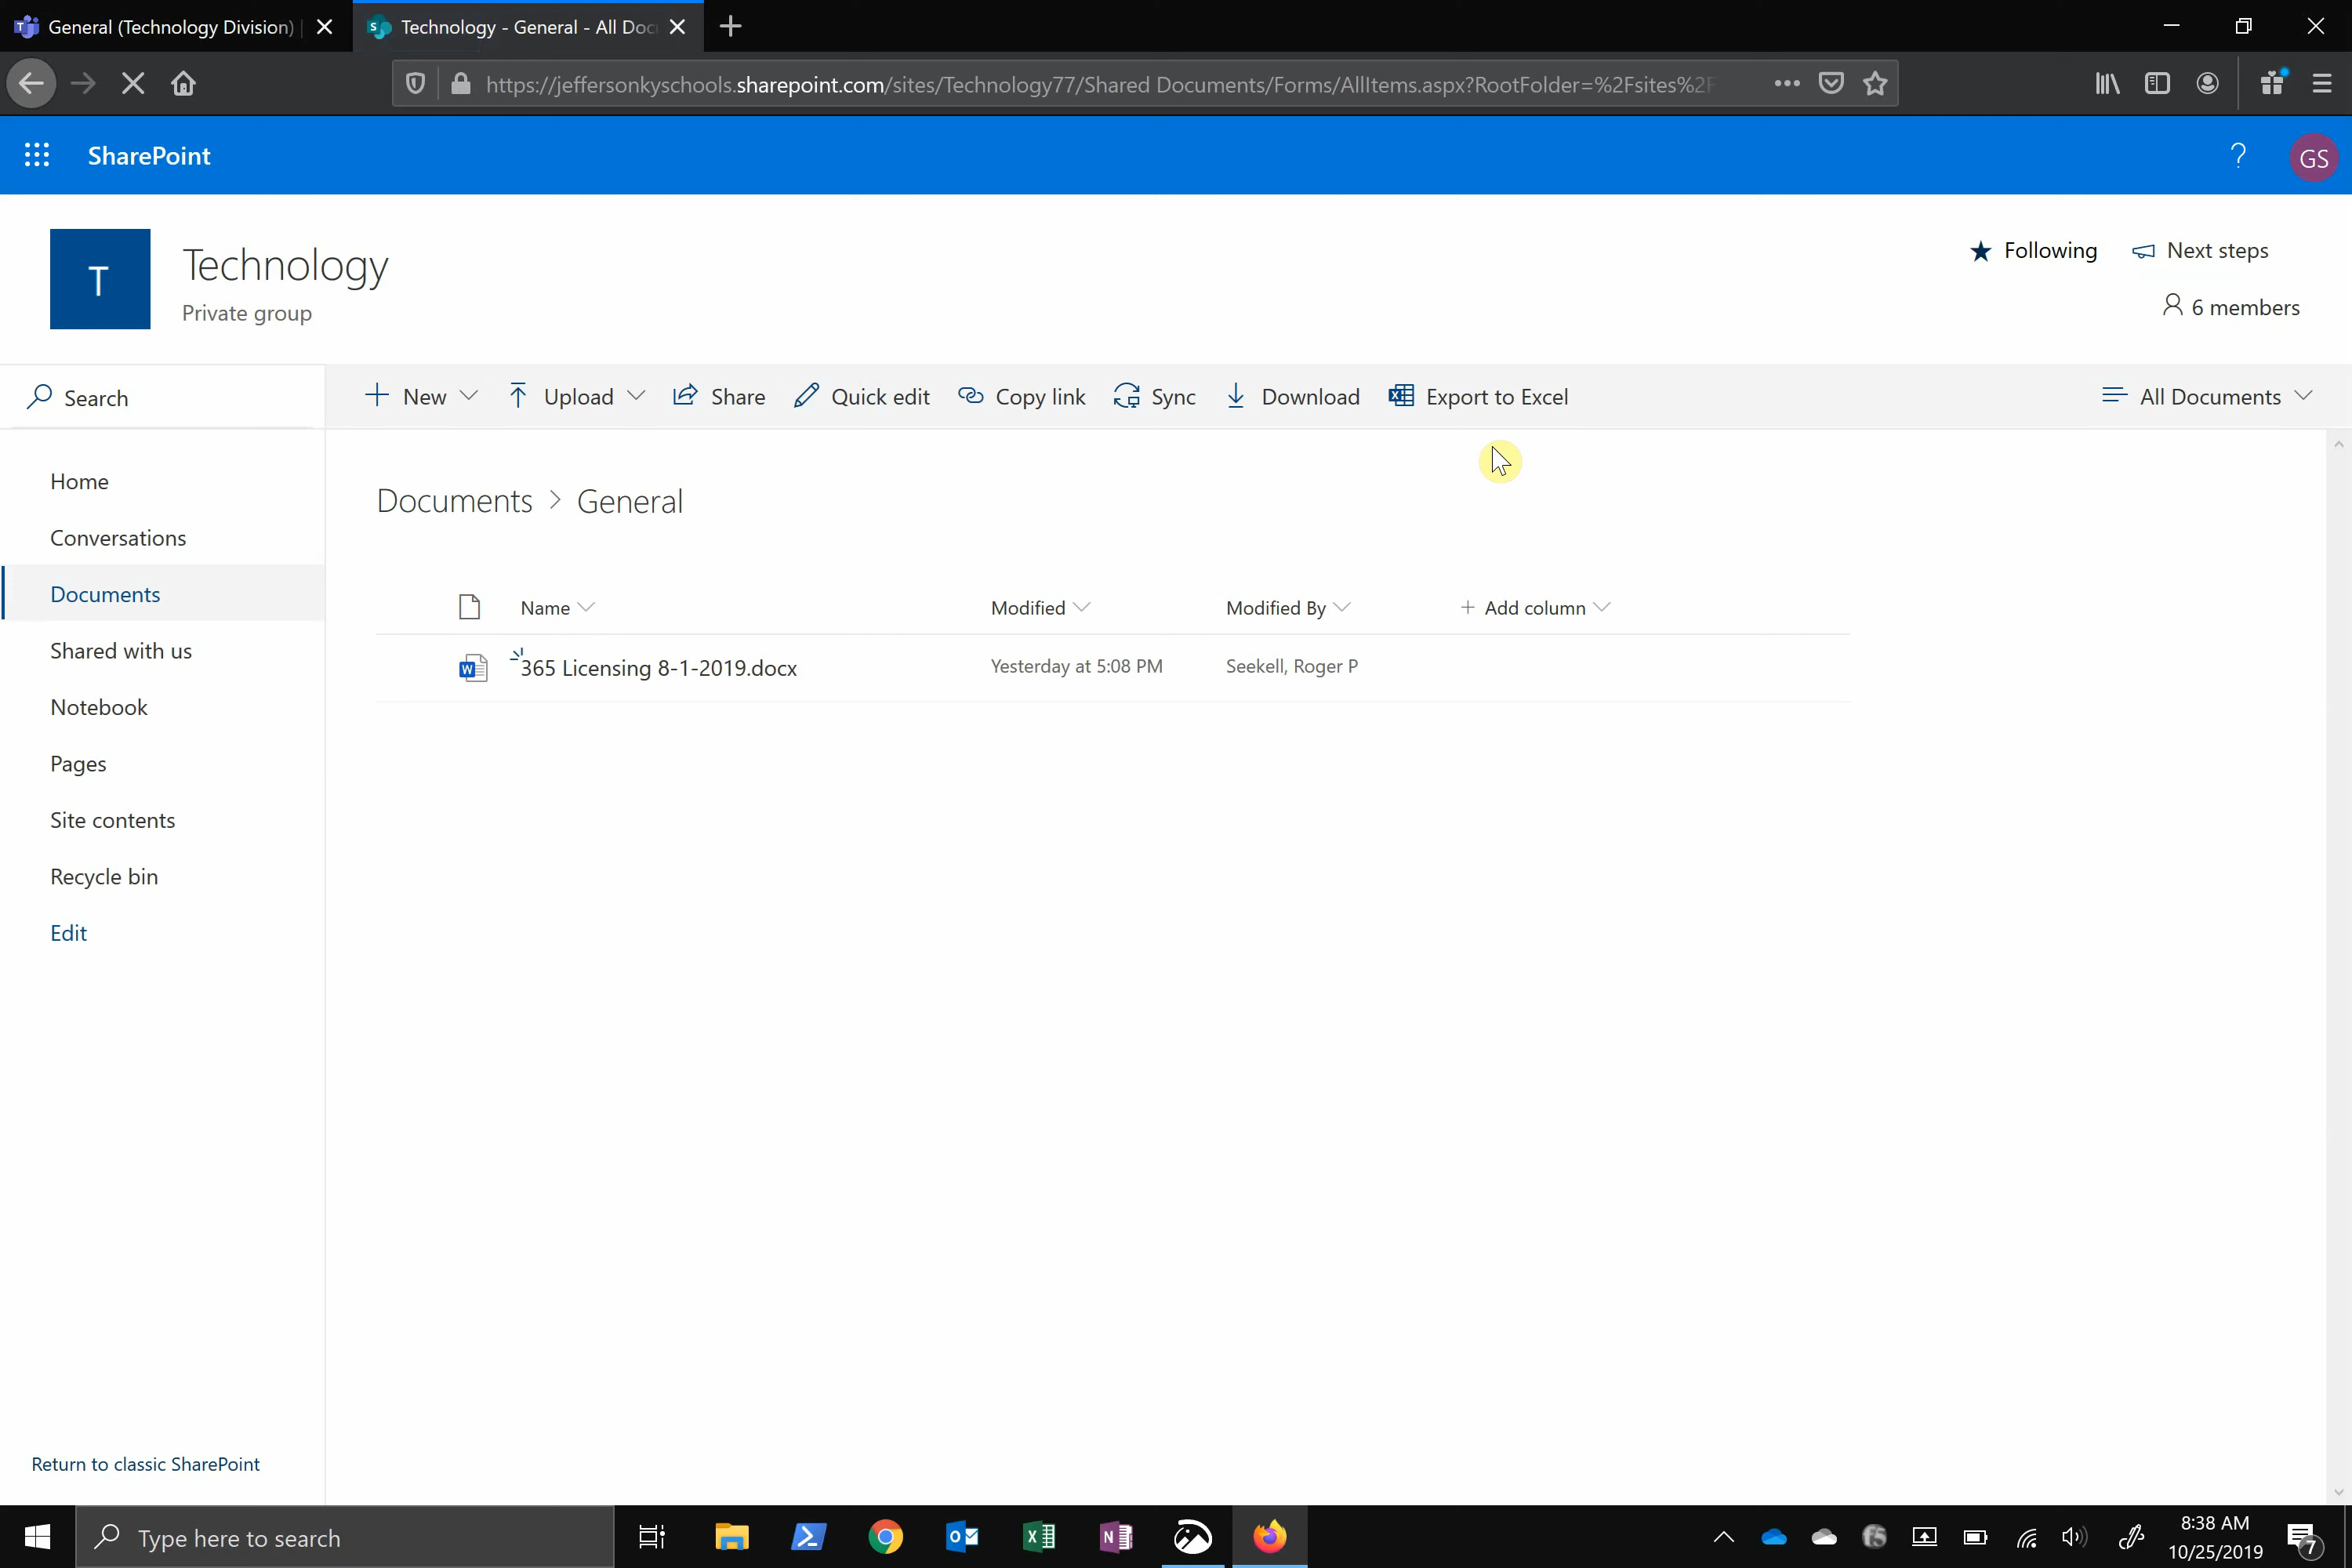 General (Technology Division)
Technology - General - All Doc
https://jeffersonkyschools.sharepoint.com/sites/Technology77/Shared Documents/Forms/AllItems.aspx?RootFolder=%2Fsites%2F
SharePoint
?
GS
T
Technology
Private group
Following
Next steps
6 members
Search
New
Upload
Share
Quick edit
Copy link
Sync
Download
Export to Excel
All Documents
Home
Conversations
Documents
Shared with us
Notebook
Pages
Site contents
Recycle bin
Edit
Return to classic SharePoint
Documents > General
Name
Modified
Modified By
+ Add column
365 Licensing 8-1-2019.docx
Yesterday at 5:08 PM
Seekell, Roger P
Type here to search
8:38 AM
10/25/2019
7